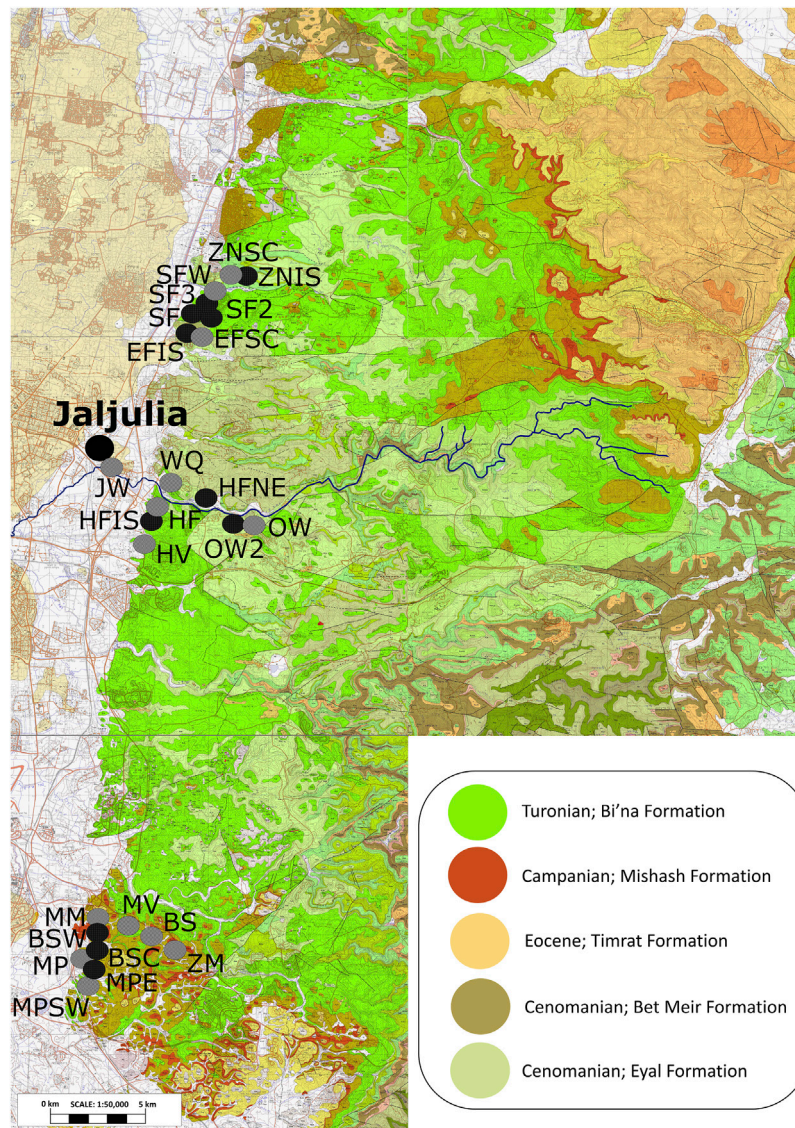 ZNSC
SFW
ZNIS
SF3
SF
SF2
EFIS
EFSC
Jaljulia
WQ
JW
HFNE
HFIS
HF
OW2
OW
HV
MM
MV
BS
BSW
MP
BSC
ZM
MPE
MPSW
0 km
SCALE: 1:50,000
5 km
Turonian; Bi’na Formation
Campanian; Mishash Formation
Eocene; Timrat Formation
Cenomanian; Bet Meir Formation
Cenomanian; Eyal Formation